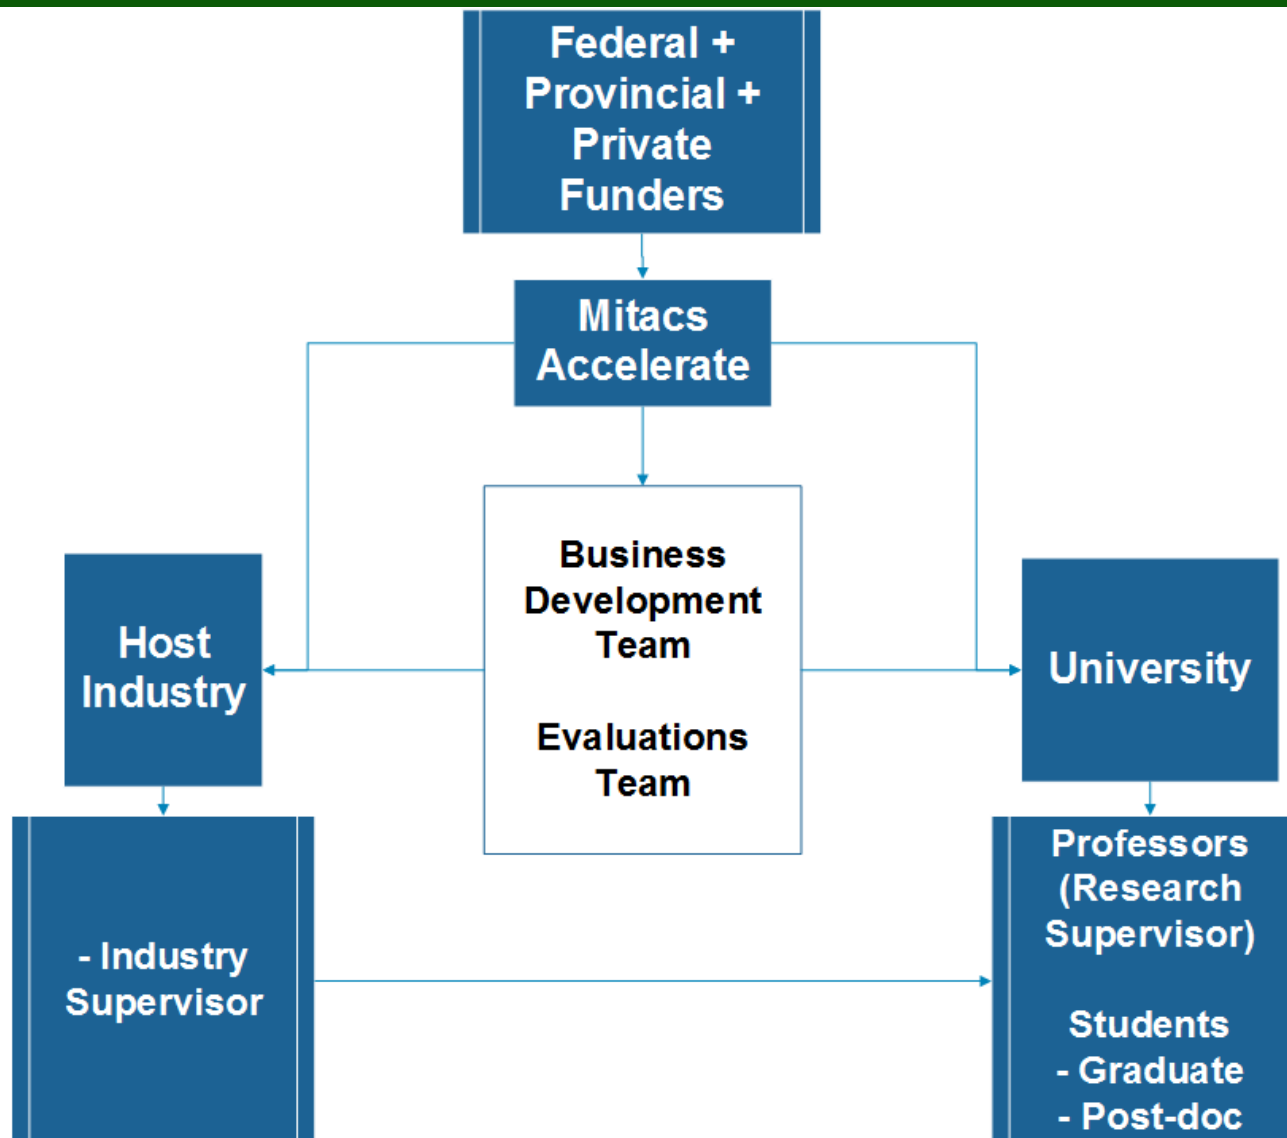 Federal +
Provincial +
Private
Funders
Mitacs
Accelerate
Business
Development
Team
Evaluations
Team
Host
Industry
University
- Industry
Supervisor
Professors
(Research
Supervisor)
Students
- Graduate
- Post-doc